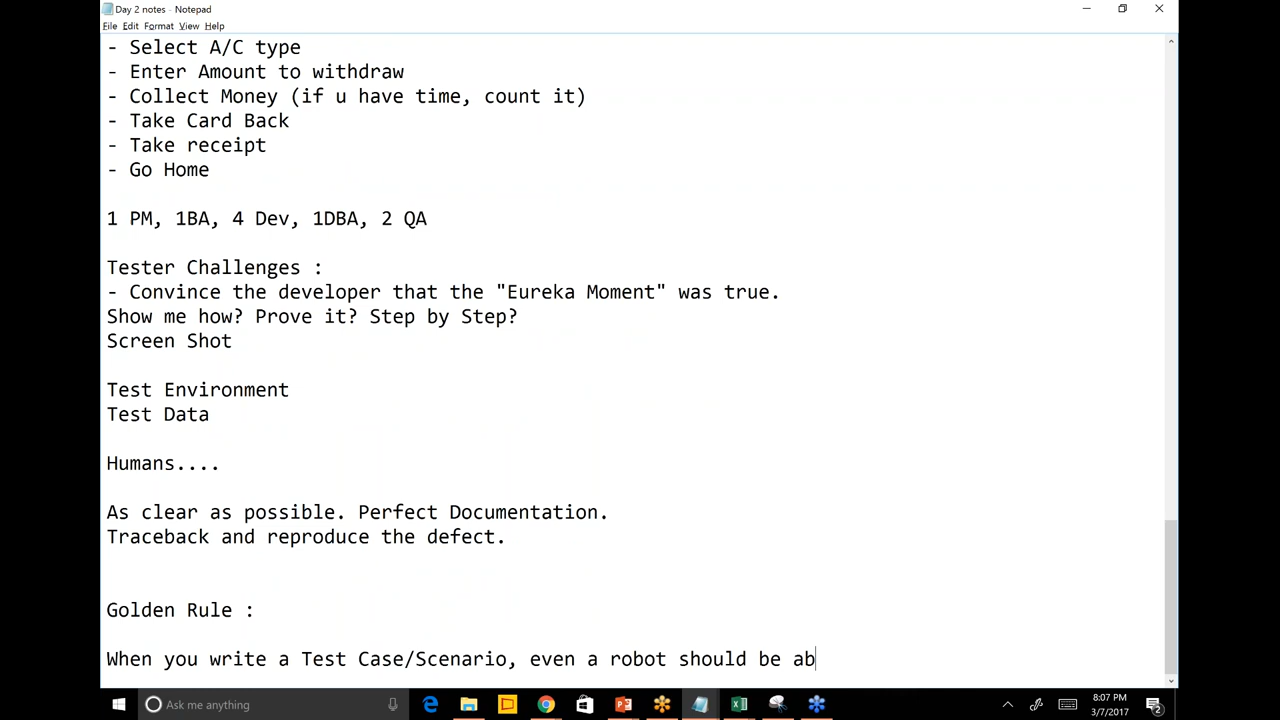 Day 2 notes - Notepad
File Edit Format View Help
- Select A/C type
- Enter Amount to withdraw
- Collect Money (if u have time, count it)
- Take Card Back
- Take receipt
- Go Home
1 PM, 1BA, 4 Dev, 1DBA, 2 QA
Tester Challenges :
- Convince the developer that the "Eureka Moment" was true.
Show me how? Prove it? Step by Step?
Screen Shot
Test Environment
Test Data
Humans....
As clear as possible. Perfect Documentation.
Traceback and reproduce the defect.
Golden Rule :
When you write a Test Case/Scenario, even a robot should be ab
Ask me anything
8:07 PM
3/7/2017
2